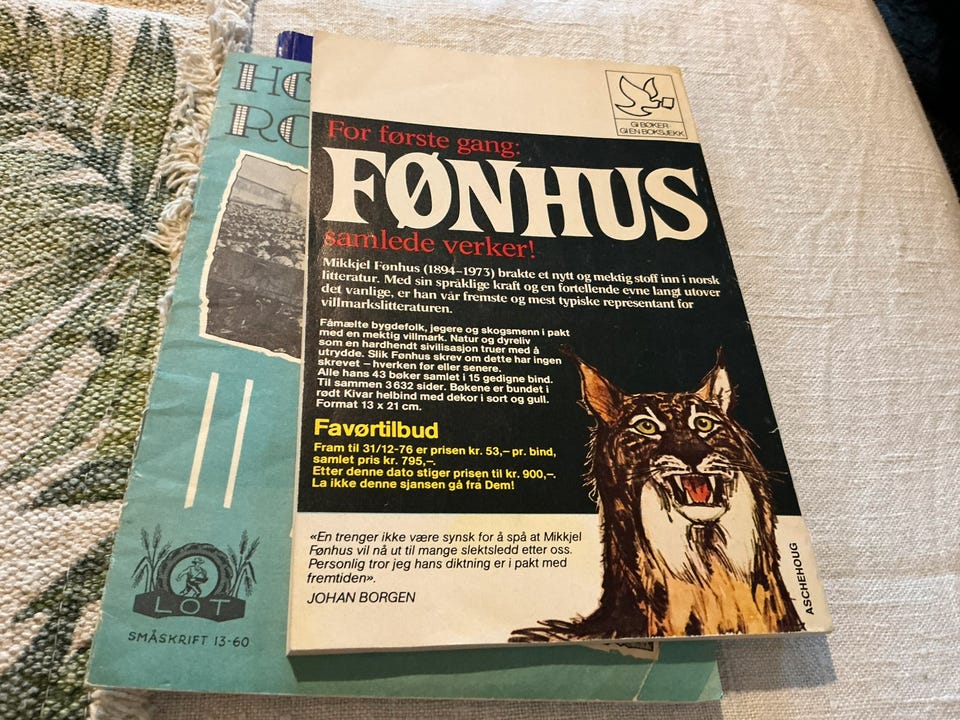 HO
RO
GI BØKER-
GI EN BOKSJEKK
For første gang:
FØNHUS
samlede verker!
Mikkjel Fønhus (1894–1973) brakte et nytt og mektig stoff inn i norsk
litteratur. Med sin språklige kraft og en fortellende evne langt utover
det vanlige, er han vår fremste og mest typiske representant for
villmarkslitteraturen.
Fåmælte bygdefolk, jegere og skogsmenn i pakt
med en mektig villmark. Natur og dyreliv
som en hardhendt sivilisasjon truer med å
utrydde. Slik Fønhus skrev om dette har ingen
skrevet – hverken før eller senere.
Alle hans 43 bøker samlet i 15 gedigne bind.
Til sammen 3 632 sider. Bøkene er bundet i
rødt Kivar helbind med dekor i sort og gull.
Format 13 x 21 cm.
Favørtilbud
Fram til 31/12-76 er prisen kr. 53,– pr. bind,
samlet pris kr. 795,–.
Etter denne dato stiger prisen til kr. 900,–.
La ikke denne sjansen gå fra Dem!
«En trenger ikke være synsk for å spå at Mikkjel
Fønhus vil nå ut til mange slektsledd etter oss.
Personlig tror jeg hans diktning er i pakt med
fremtiden».
JOHAN BORGEN
ASCHEHOUG
LOT
SMÅSKRIFT 13-60